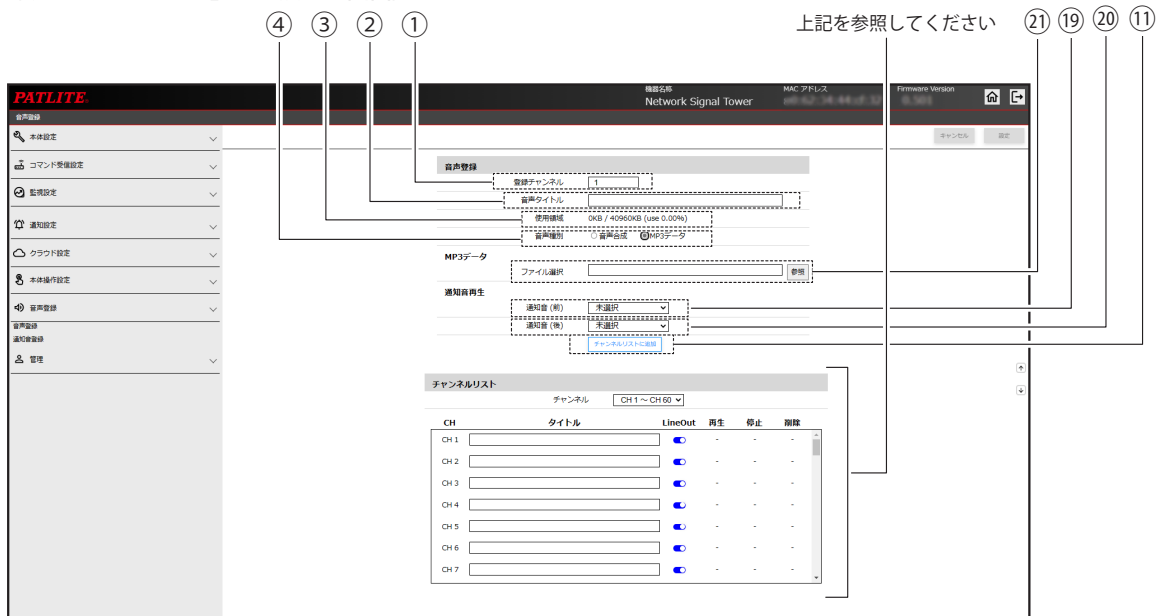 ④ ③ ② ① 上記を参照してください ㉑ ⑲ ⑳ ⑪
PATLITE
機器名称
Network Signal Tower
MAC アドレス
Firmware Version
0.501
音声登録
本体設定
コマンド受信設定
監視設定
通知設定
クラウド設定
本体操作設定
音声登録
音声登録
通知音登録
管理
キャンセル 設定
音声登録
登録チャンネル 1
音声タイトル
使用領域 0KB / 40960KB (use 0.00%)
音声種別 音声合成 MP3データ
MP3データ
ファイル選択 参照
通知音再生
通知音 (前) 未選択
通知音 (後) 未選択
チャンネルリストに追加
チャンネルリスト
チャンネル CH 1 ~ CH 60
CH タイトル LineOut 再生 停止 削除
CH 1 - - -
CH 2 - - -
CH 3 - - -
CH 4 - - -
CH 5 - - -
CH 6 - - -
CH 7 - - -